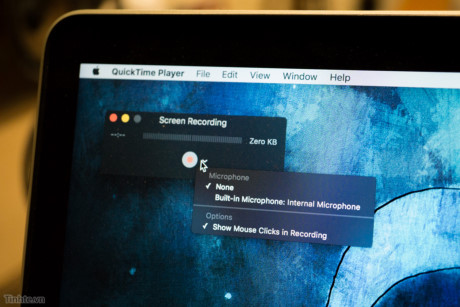 QuickTime Player File Edit View Window Help
Screen Recording
--:-- Zero KB
Microphone
✓ None
Built-in Microphone: Internal Microphone
Options
✓ Show Mouse Clicks in Recording
Tinhte.vn